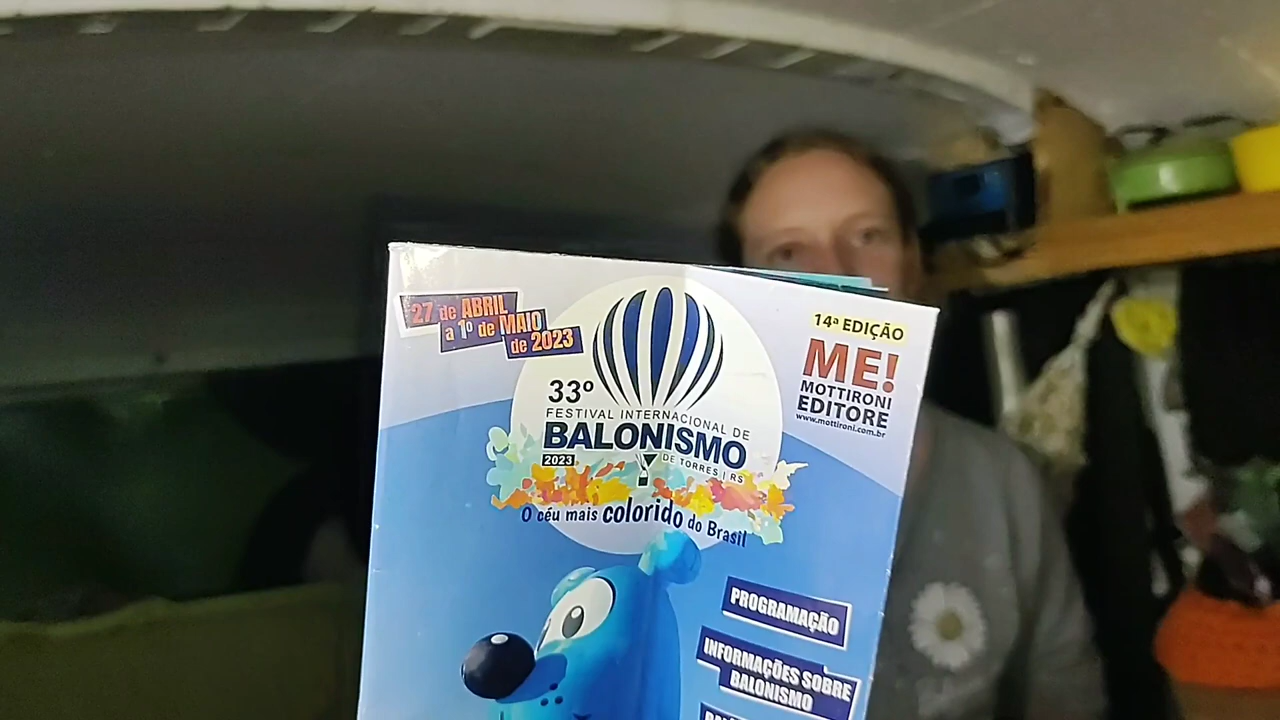 27 de ABRIL
a 1º de MAIO
de 2023
33º
FESTIVAL INTERNACIONAL DE
BALONISMO
2023
DE TORRES | RS
O céu mais colorido do Brasil
14ª EDIÇÃO
ME!
MOTTIRONI
EDITORE
www.mottironi.com.br
PROGRAMAÇÃO
INFORMAÇÕES SOBRE
BALONISMO